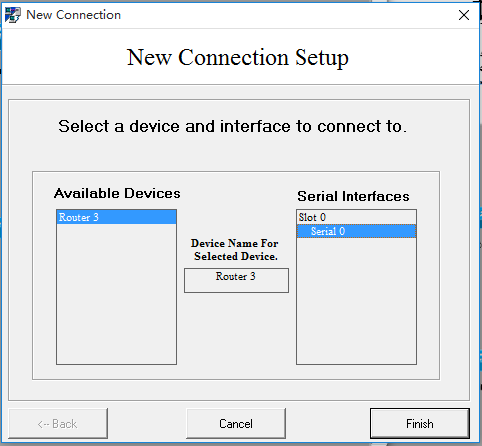 New Connection
New Connection Setup
Select a device and interface to connect to.
Available Devices
Router 3
Device Name For
Selected Device.
Router 3
Serial Interfaces
Slot 0
Serial 0
<-- Back
Cancel
Finish